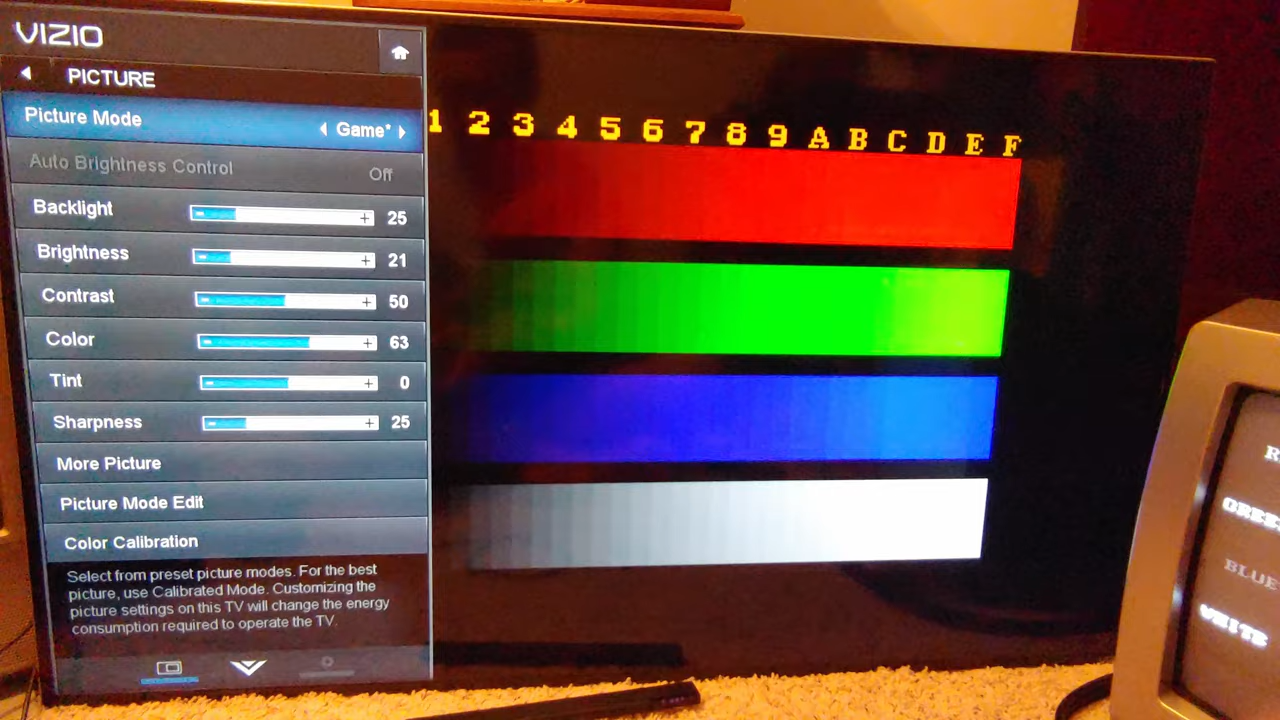 VIZIO
PICTURE
Picture Mode Game*
Auto Brightness Control Off
Backlight 25
Brightness 21
Contrast 50
Color 63
Tint 0
Sharpness 25
More Picture
Picture Mode Edit
Color Calibration
Select from preset picture modes. For the best
picture, use Calibrated Mode. Customizing the
picture settings on this TV will change the energy
consumption required to operate the TV.
1 2 3 4 5 6 7 8 9 A B C D E F
R
GREE
BLUE
WHITE